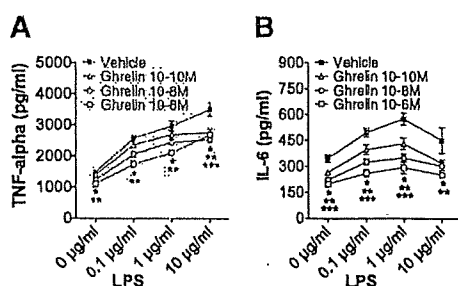 A
B
5000
4000
3000
2000
1000
0
TNF-alpha (pg/ml)
Vehicle
Ghrelin 10-10M
Ghrelin 10-8M
Ghrelin 10-6M
*
**
*
**
*
**
*
**
***
0 µg/ml
0.1 µg/ml
1 µg/ml
10 µg/ml
LPS
900
750
600
450
300
150
0
IL-6 (pg/ml)
Vehicle
Ghrelin 10-10M
Ghrelin 10-8M
Ghrelin 10-6M
*
**
***
*
**
***
*
**
***
*
**
0 µg/ml
0.1 µg/ml
1 µg/ml
10 µg/ml
LPS